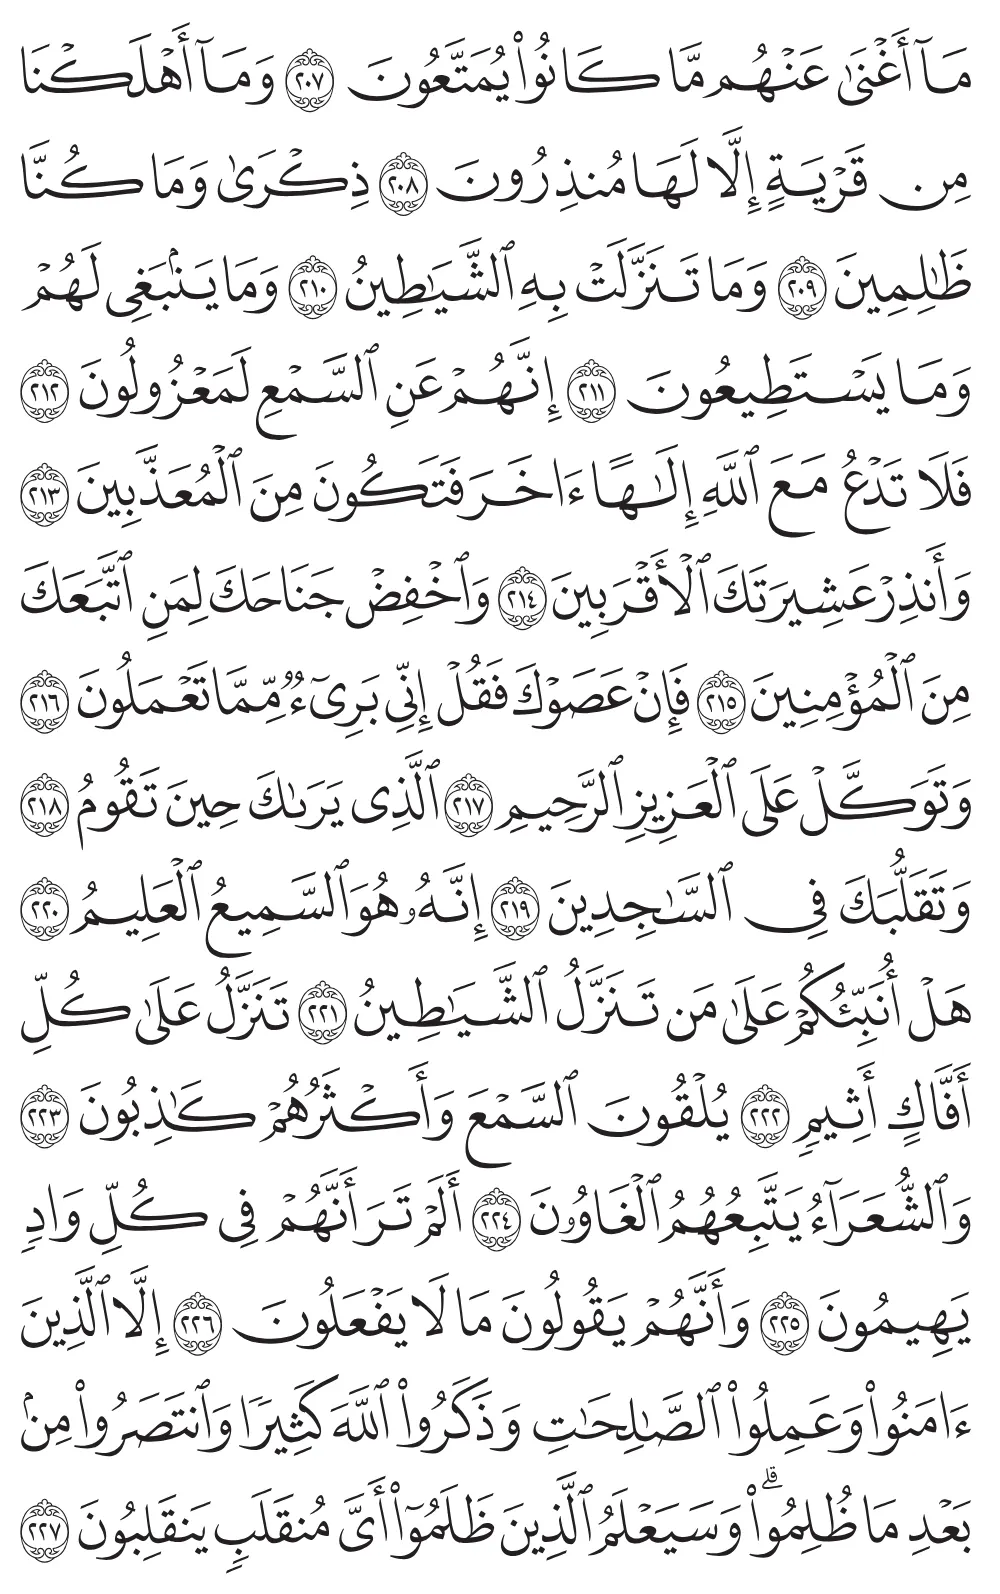 مَآ أَغْنَىٰ عَنْهُم مَّا كَانُوا۟ يُمَتَّعُونَ ٢٠٧ وَمَآ أَهْلَكْنَا
مِن قَرْيَةٍ إِلَّا لَهَا مُنذِرُونَ ٢٠٨ ذِكْرَىٰ وَمَا كُنَّا
ظَـٰلِمِينَ ٢٠٩ وَمَا تَنَزَّلَتْ بِهِ ٱلشَّيَـٰطِينُ ٢١٠ وَمَا يَنۢبَغِى لَهُمْ
وَمَا يَسْتَطِيعُونَ ٢١١ إِنَّهُمْ عَنِ ٱلسَّمْعِ لَمَعْزُولُونَ ٢١٢
فَلَا تَدْعُ مَعَ ٱللَّهِ إِلَـٰهًا ءَاخَرَ فَتَكُونَ مِنَ ٱلْمُعَذَّبِينَ ٢١٣
وَأَنذِرْ عَشِيرَتَكَ ٱلْأَقْرَبِينَ ٢١٤ وَٱخْفِضْ جَنَاحَكَ لِمَنِ ٱتَّبَعَكَ
مِنَ ٱلْمُؤْمِنِينَ ٢١٥ فَإِنْ عَصَوْكَ فَقُلْ إِنِّى بَرِىٓءٌ مِّمَّا تَعْمَلُونَ ٢١٦
وَتَوَكَّلْ عَلَى ٱلْعَزِيزِ ٱلرَّحِيمِ ٢١٧ ٱلَّذِى يَرَىٰكَ حِينَ تَقُومُ ٢١٨
وَتَقَلُّبَكَ فِى ٱلسَّـٰجِدِينَ ٢١٩ إِنَّهُۥ هُوَ ٱلسَّمِيعُ ٱلْعَلِيمُ ٢٢٠
هَلْ أُنَبِّئُكُمْ عَلَىٰ مَن تَنَزَّلُ ٱلشَّيَـٰطِينُ ٢٢١ تَنَزَّلُ عَلَىٰ كُلِّ
أَفَّاكٍ أَثِيمٍ ٢٢٢ يُلْقُونَ ٱلسَّمْعَ وَأَكْثَرُهُمْ كَـٰذِبُونَ ٢٢٣
وَٱلشُّعَرَآءُ يَتَّبِعُهُمُ ٱلْغَاوُۥنَ ٢٢٤ أَلَمْ تَرَ أَنَّهُمْ فِى كُلِّ وَادٍ
يَهِيمُونَ ٢٢٥ وَأَنَّهُمْ يَقُولُونَ مَا لَا يَفْعَلُونَ ٢٢٦ إِلَّا ٱلَّذِينَ
ءَامَنُوا۟ وَعَمِلُوا۟ ٱلصَّـٰلِحَـٰتِ وَذَكَرُوا۟ ٱللَّهَ كَثِيرًا وَٱنتَصَرُوا۟ مِنۢ
بَعْدِ مَا ظُلِمُوا۟ ۗ وَسَيَعْلَمُ ٱلَّذِينَ ظَلَمُوٓا۟ أَىَّ مُنقَلَبٍ يَنقَلِبُونَ ٢٢٧